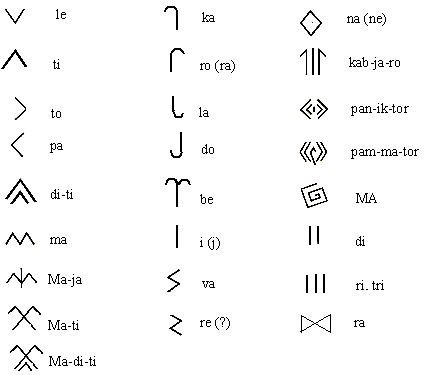 le
ti
to
pa
di-ti
ma
Ma-ja
Ma-ti
Ma-di-ti
ka
ro (ra)
la
do
be
i (j)
va
re (?)
na (ne)
kab-ja-ro
pan-ik-tor
pam-ma-tor
MA
di
ri. tri
ra